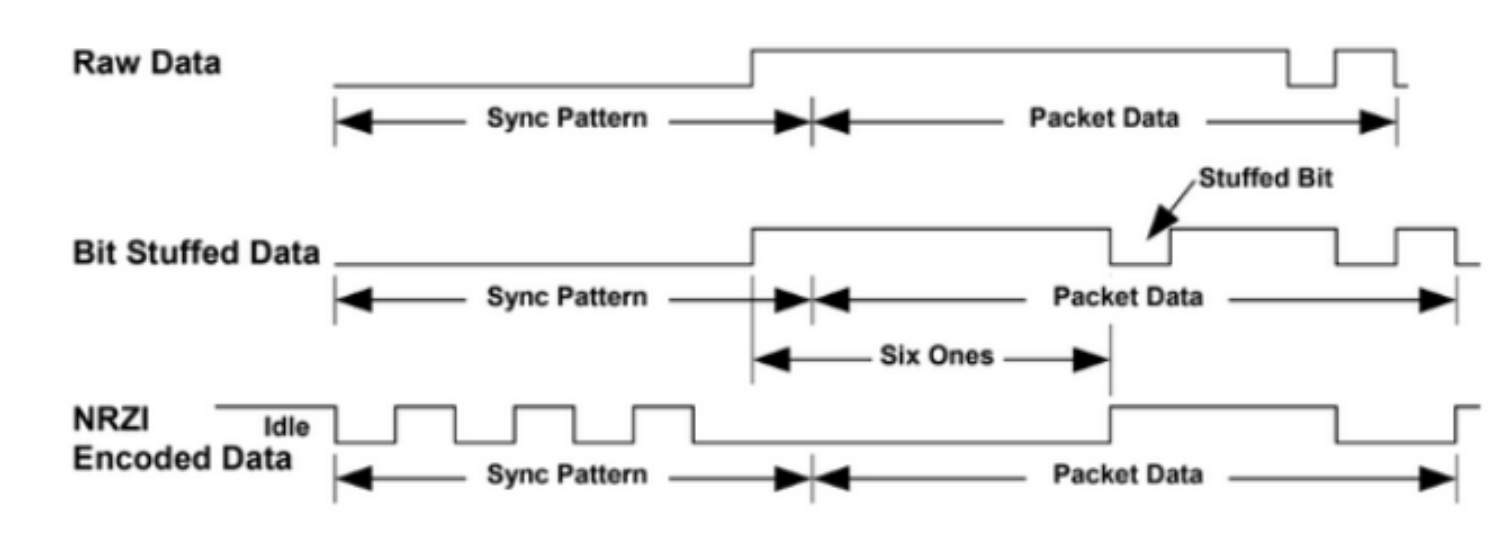 Raw Data
Sync Pattern
Packet Data
Stuffed Bit
Bit Stuffed Data
Sync Pattern
Packet Data
Six Ones
NRZI
Encoded Data
Idle
Sync Pattern
Packet Data